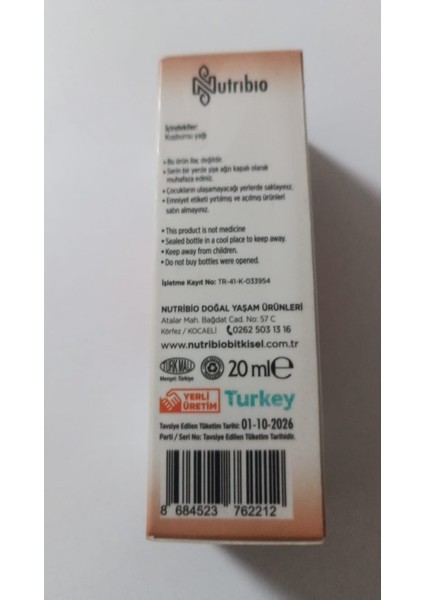 Nutribio
İçindekiler:
Kuşburnu yağı
• Bu ürün ilaç değildir.
• Serin bir yerde şişe ağzı kapalı olarak
muhafaza ediniz.
• Çocukların ulaşamayacağı yerlerde saklayınız.
• Emniyet etiketi yırtılmış ve açılmış ürünleri
satın almayınız.
• This product is not medicine
• Sealed bottle in a cool place to keep away.
• Keep away from children.
• Do not buy bottles were opened.
İşletme Kayıt No: TR-41-K-033954
NUTRİBİO DOĞAL YAŞAM ÜRÜNLERİ
Atalar Mah. Bağdat Cad. No: 57 C
Körfez / KOCAELİ 0262 503 13 16
www.nutribiobitkisel.com
TÜRK MALI 20 ml e
Menşei: Türkiye
YERLİ ÜRETİM Turkey
Tavsiye Edilen Tüketim Tarihi: 01-10-2026
Parti / Seri No: Tavsiye Edilen Tüketim Tarihidir.
8 684523 762212